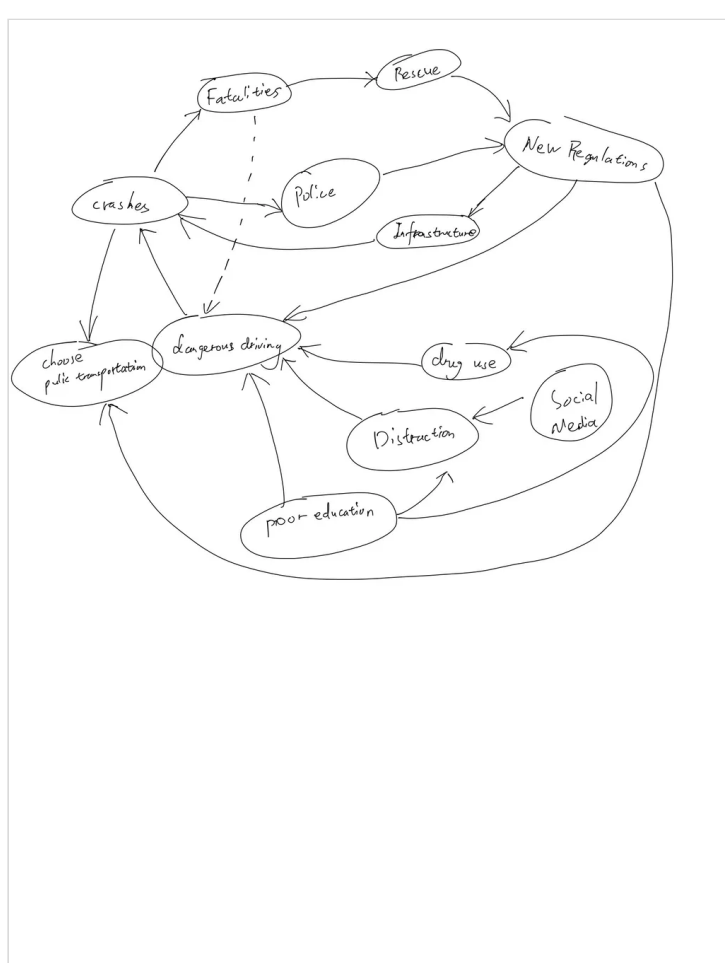 Rescue
Fatalities
New Regulations
Police
crashes
Infrastructure
dangerous driving
choose
pulic transportation
drug use
Social
Media
Distraction
poor education